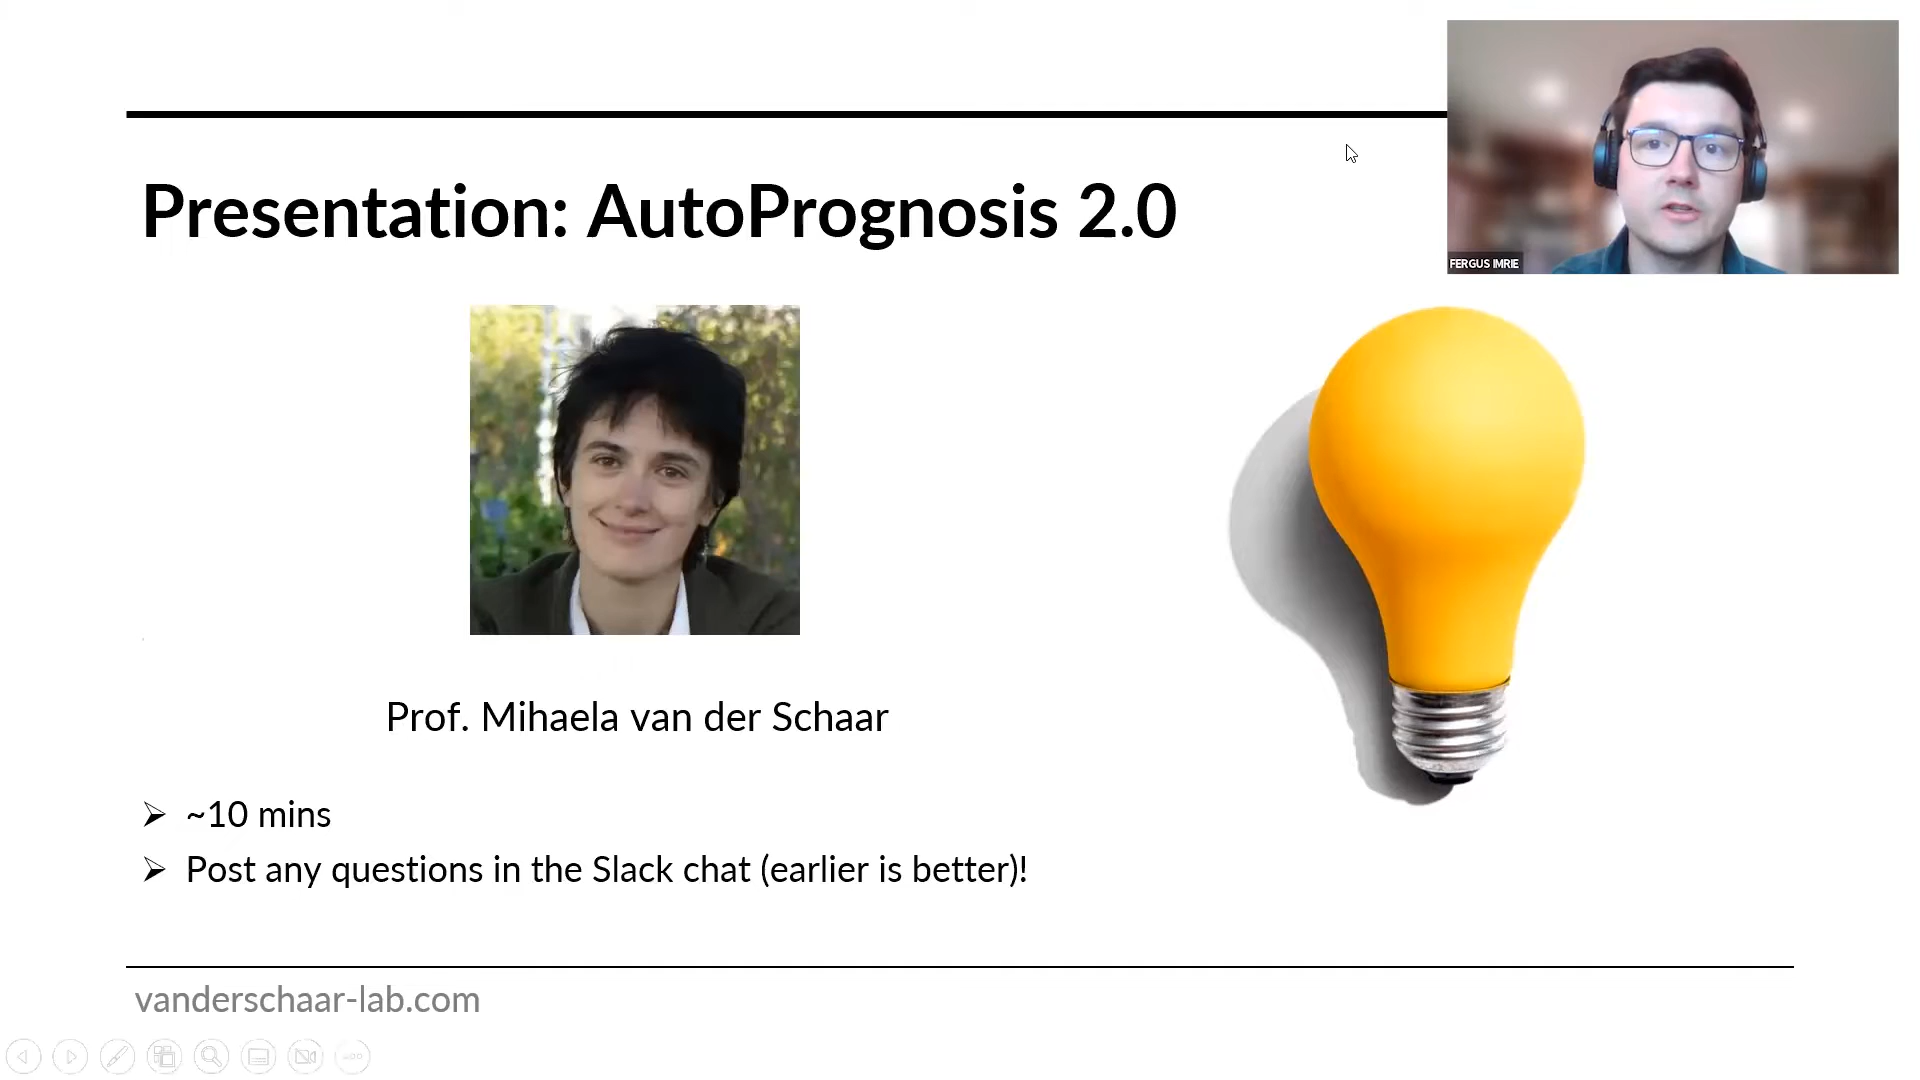 FERGUS IMRIE
Presentation: AutoPrognosis 2.0
Prof. Mihaela van der Schaar
~10 mins
Post any questions in the Slack chat (earlier is better)!
vanderschaar-lab.com